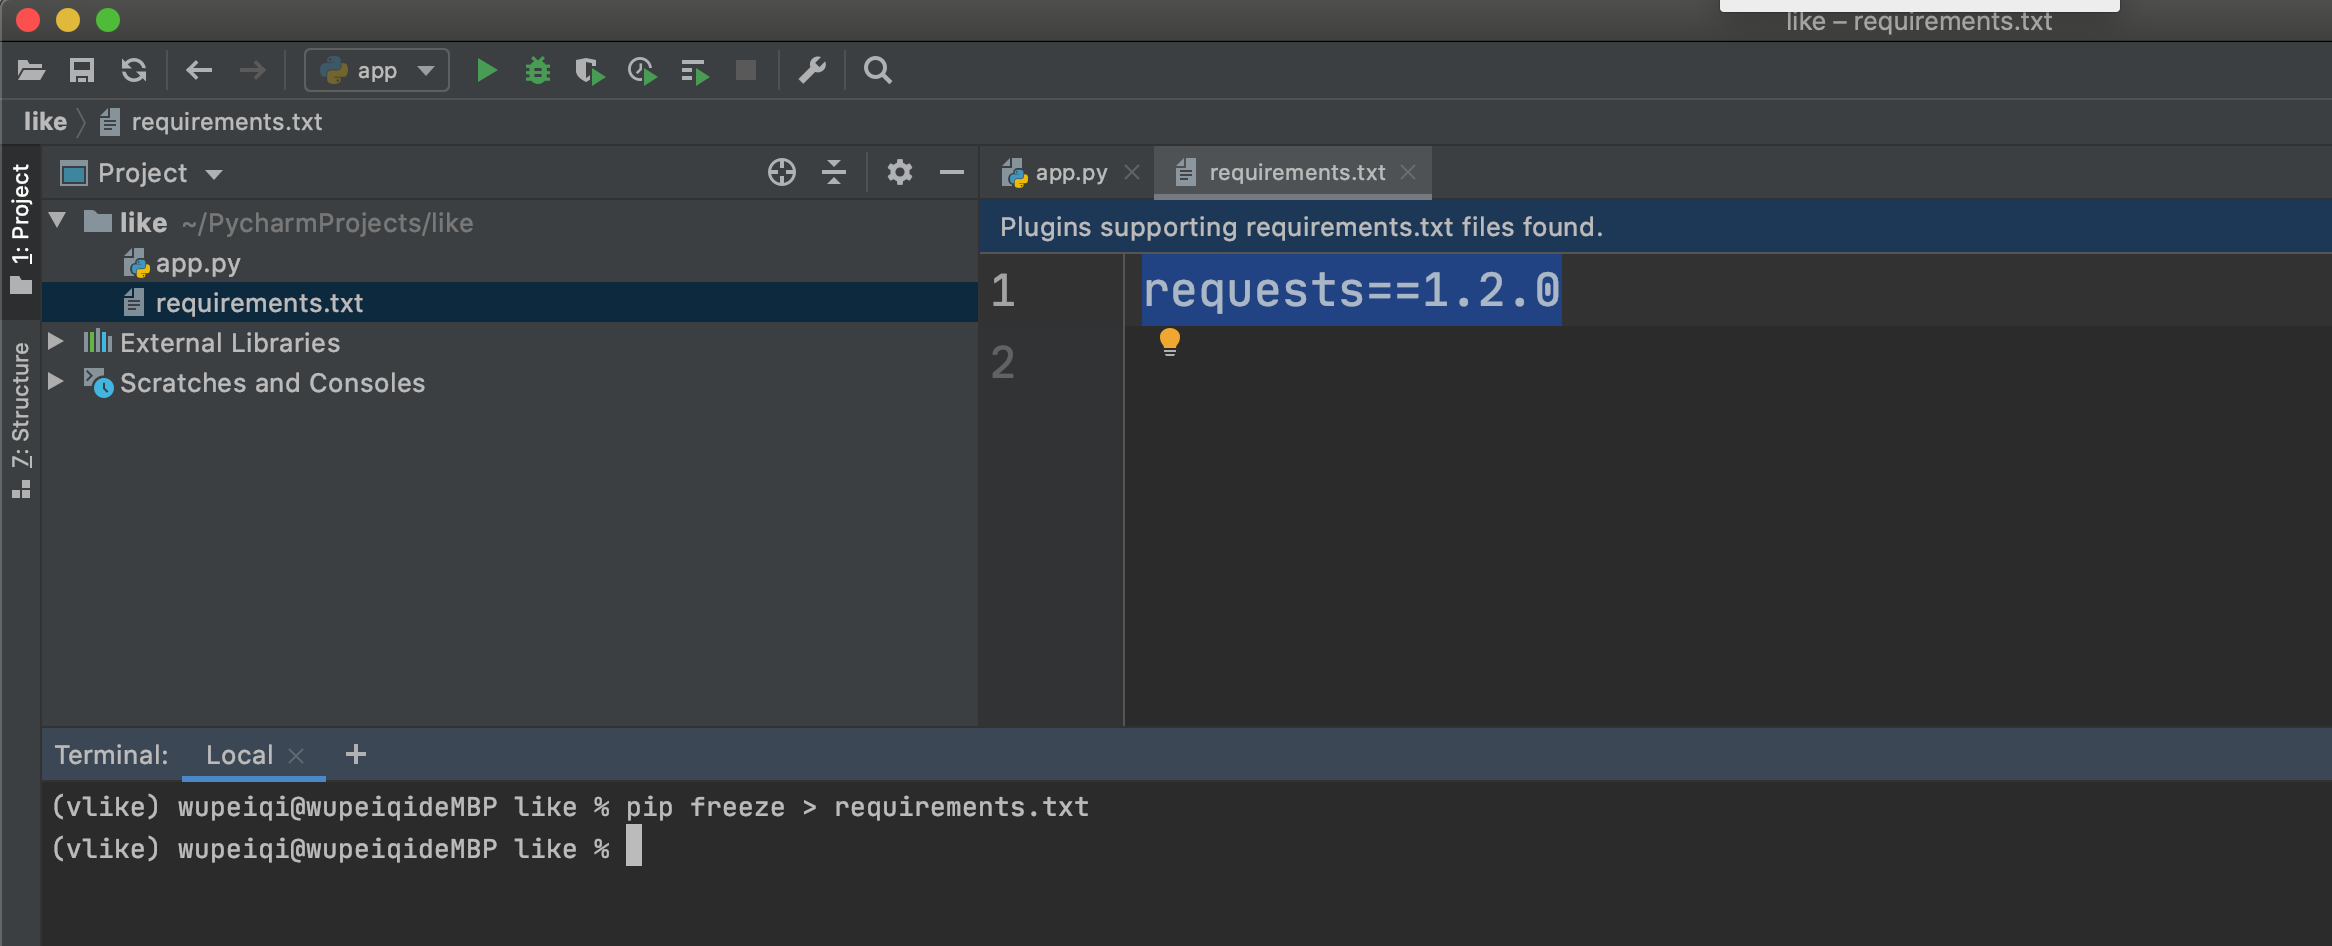 like – requirements.txt
app
like requirements.txt
1: Project
7: Structure
Project
like ~/PycharmProjects/like
app.py
requirements.txt
External Libraries
Scratches and Consoles
app.py requirements.txt
Plugins supporting requirements.txt files found.
1 requests==1.2.0
2
Terminal: Local +
(vlike) wupeiqi@wupeiqideMBP like % pip freeze > requirements.txt
(vlike) wupeiqi@wupeiqideMBP like %